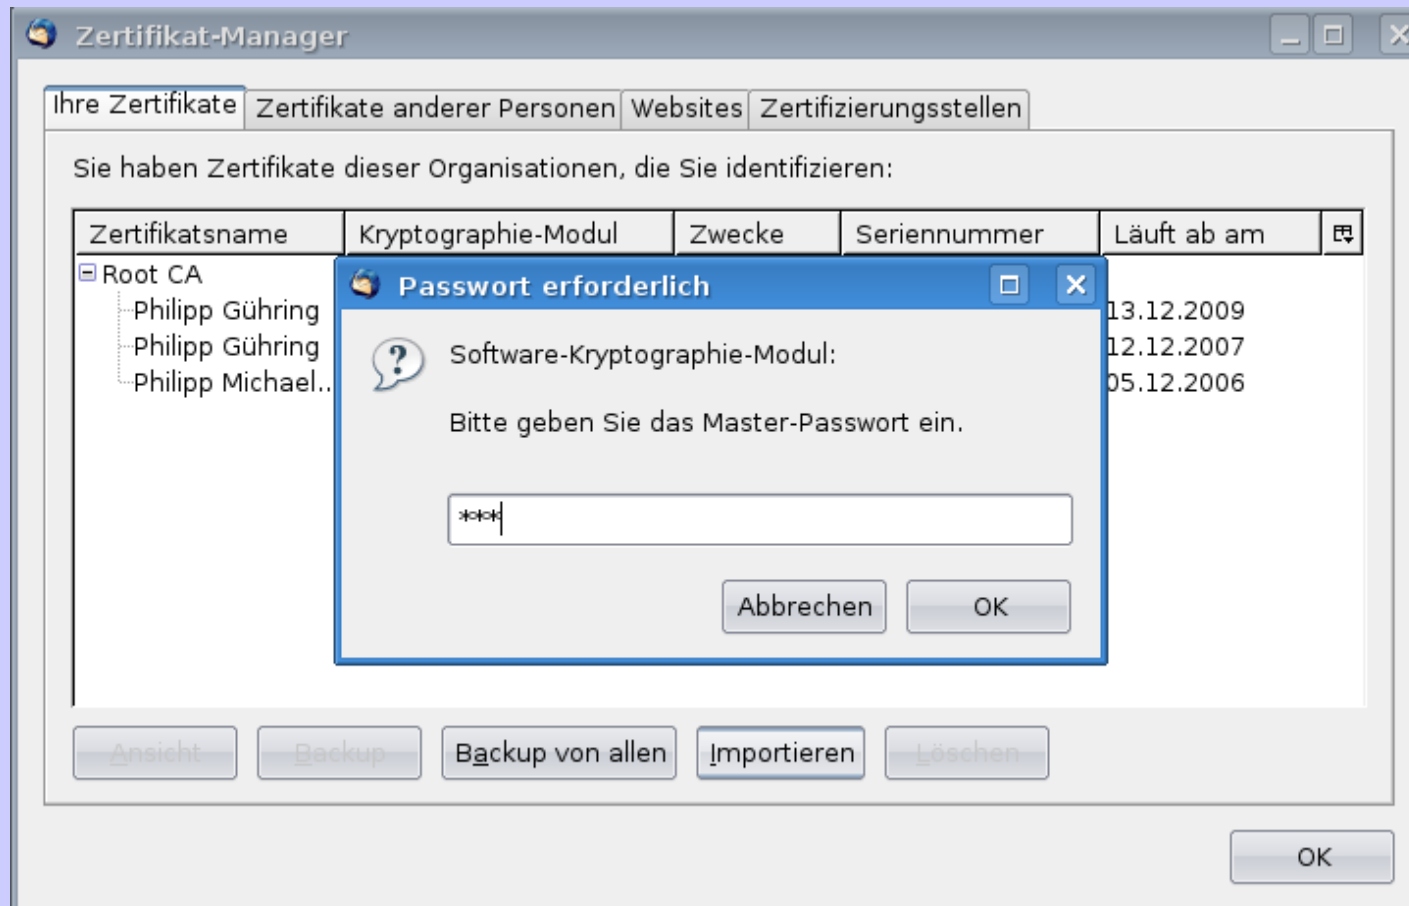 Zertifikat-Manager
Ihre Zertifikate Zertifikate anderer Personen Websites Zertifizierungsstellen
Sie haben Zertifikate dieser Organisationen, die Sie identifizieren:
Zertifikatsname Kryptographie-Modul Zwecke Seriennummer Läuft ab am
Root CA
Philipp Gühring 13.12.2009
Philipp Gühring 12.12.2007
Philipp Michael.. 05.12.2006
Passwort erforderlich
Software-Kryptographie-Modul:
Bitte geben Sie das Master-Passwort ein.
***
Abbrechen OK
Ansicht Backup Backup von allen Importieren Löschen
OK